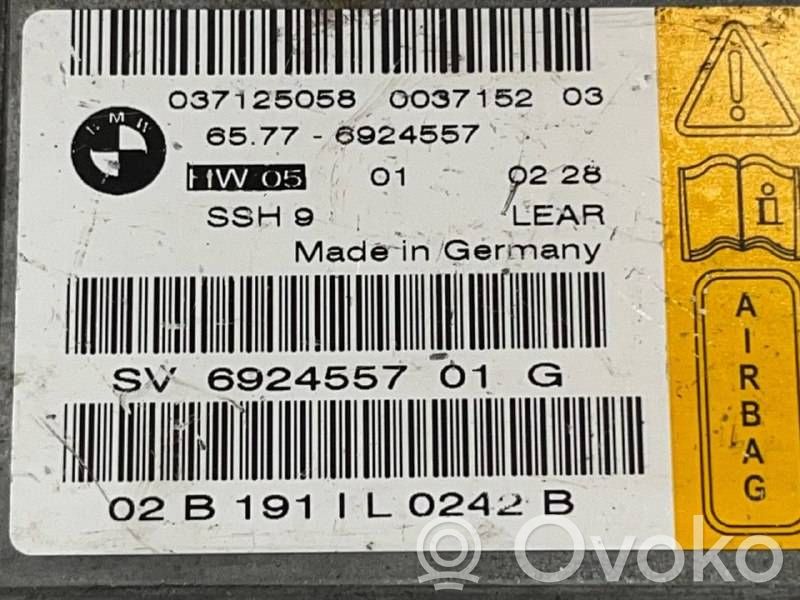 037125058 0037152 03
BMW
65.77 - 6924557
HW 05 01 02 28
SSH 9 LEAR
Made in Germany
SV 6924557 01 G
02 B 191 I L 0242 B
AIRBAG
Ovoko